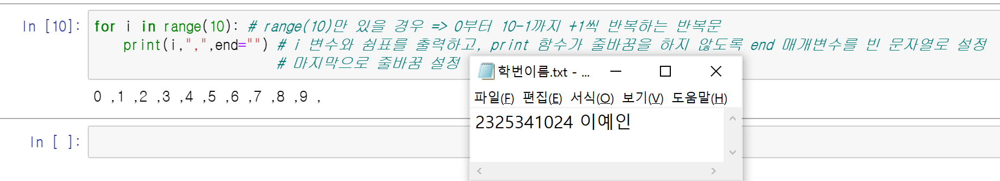 In [10]: for i in range(10): # range(10)만 있을 경우 => 0부터 10-1까지 +1씩 반복하는 반복문
print(i,",",end="") # i 변수와 쉼표를 출력하고, print 함수가 줄바꿈을 하지 않도록 end 매개변수를 빈 문자열로 설정
# 마지막으로 줄바꿈 설정
0 ,1 ,2 ,3 ,4 ,5 ,6 ,7 ,8 ,9 ,
In [ ]:
학번이름.txt - ...
파일(F) 편집(E) 서식(O) 보기(V) 도움말(H)
2325341024 이예인